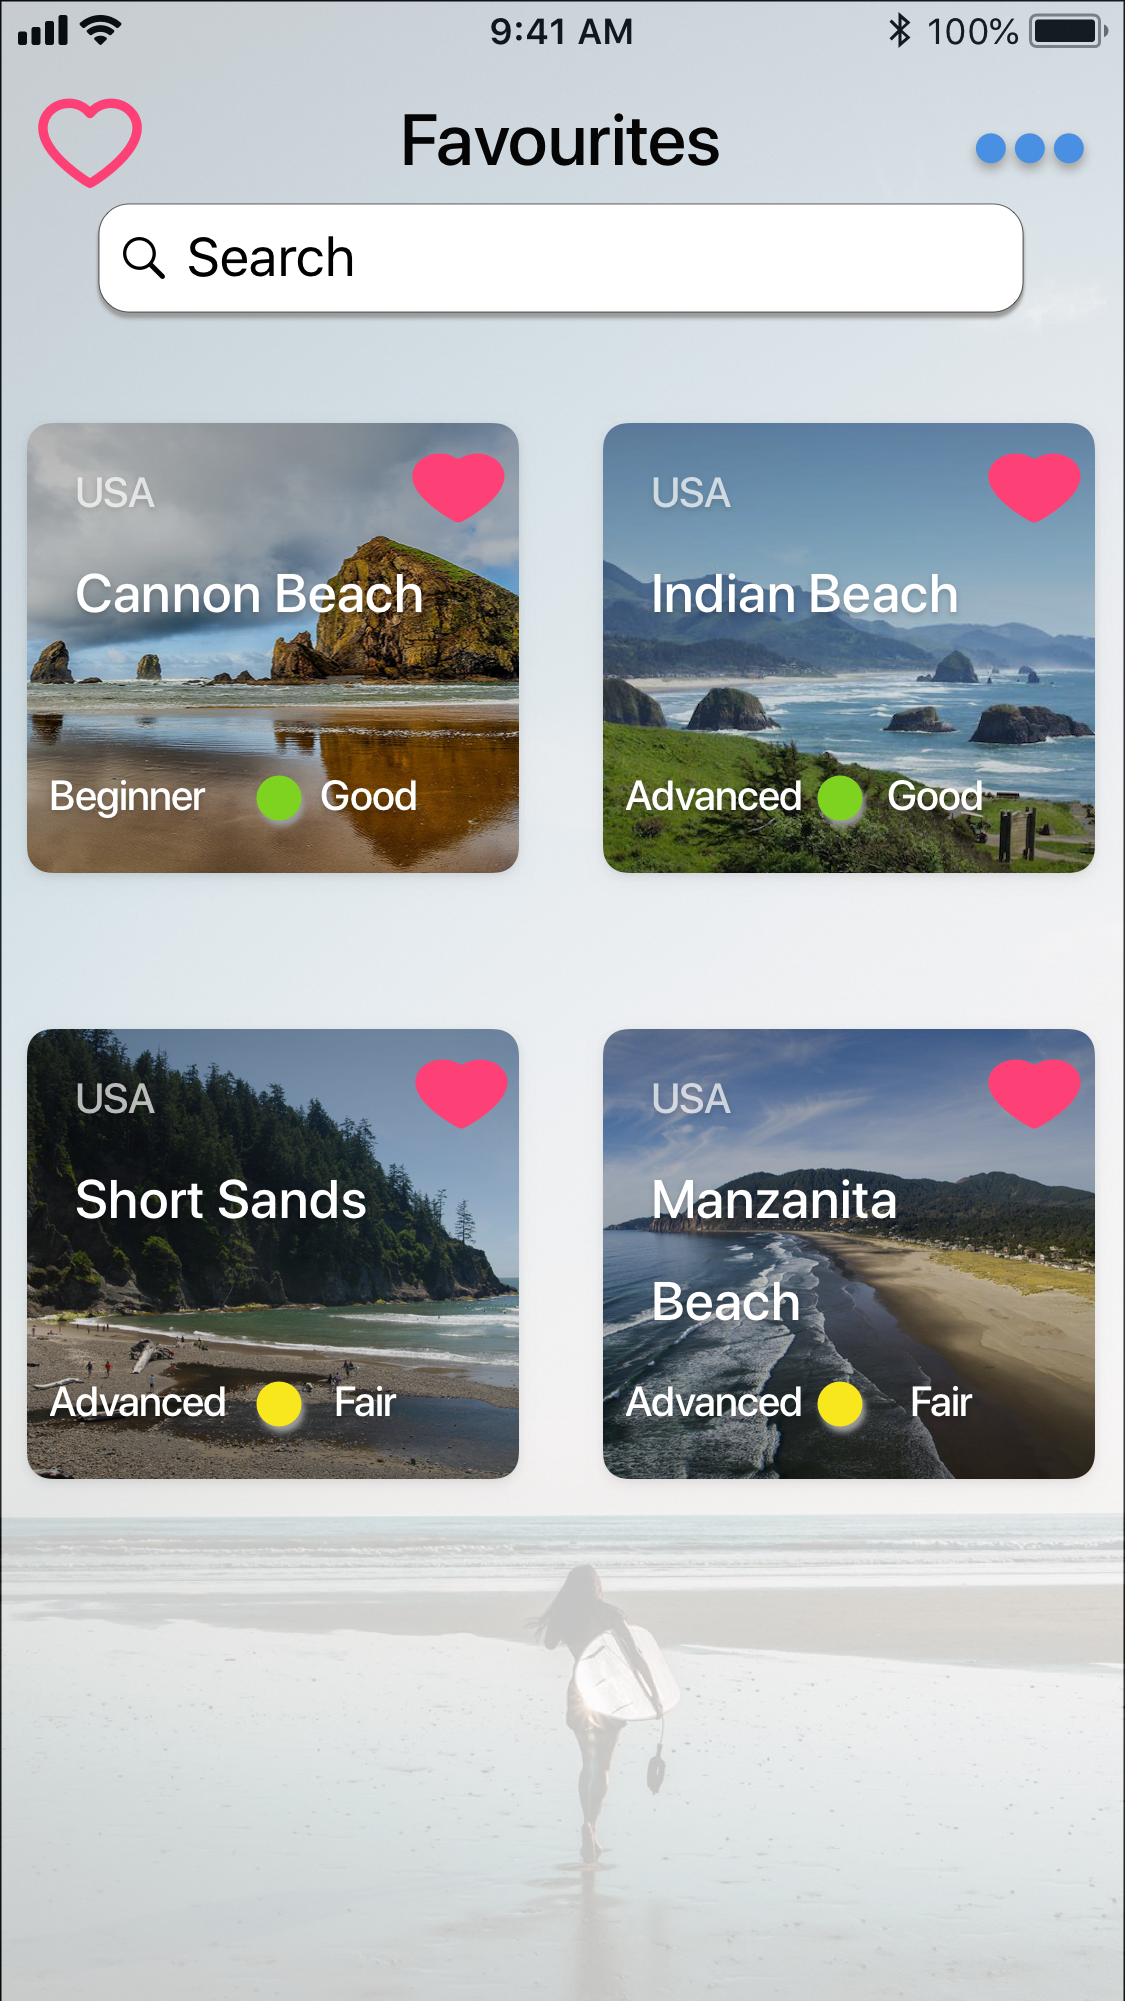 9:41 AM
100%
Favourites
Search
USA
Cannon Beach
Beginner
Good
USA
Indian Beach
Advanced
Good
USA
Short Sands
Advanced
Fair
USA
Manzanita
Beach
Advanced
Fair